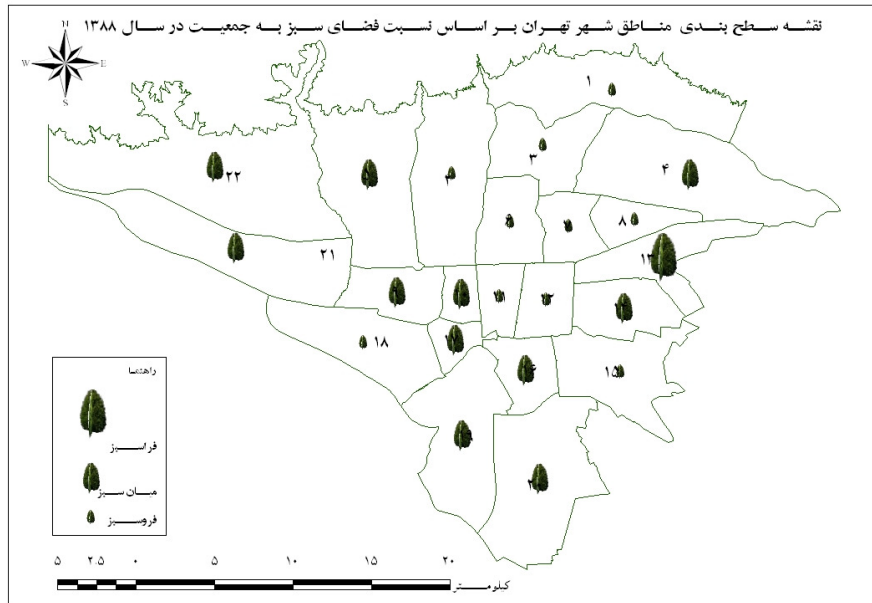 نقشه سطح بندی مناطق شهر تهران بر اساس نسبت فضای سبز به جمعیت در سال ۱۳۸۸
N
W E
S
۱
۳
۴
۲
۲۲
۸
۲۱
۱۳
۱۸
۱۵
راهنما
فراسبز
میان سبز
فروسبز
۵ ۲.۵ ۰ ۵ ۱۰ ۱۵ ۲۰
کیلومتر